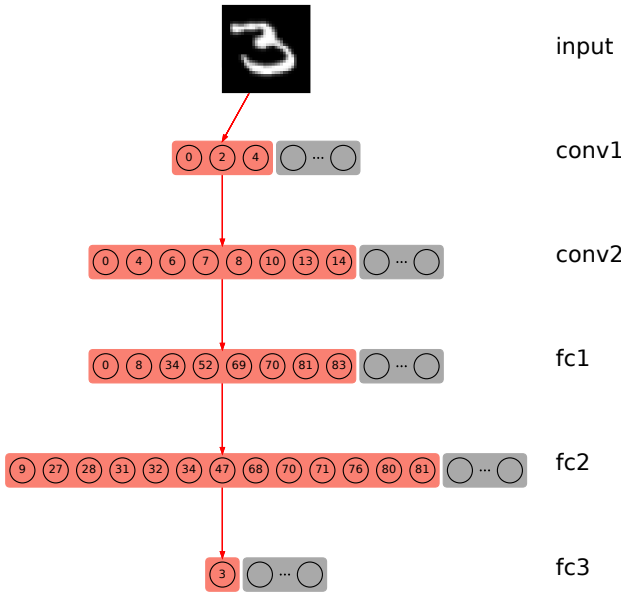 input
0 2 4 ... conv1
0 4 6 7 8 10 13 14 ... conv2
0 8 34 52 69 70 81 83 ... fc1
9 27 28 31 32 34 47 68 70 71 76 80 81 ... fc2
3 ... fc3